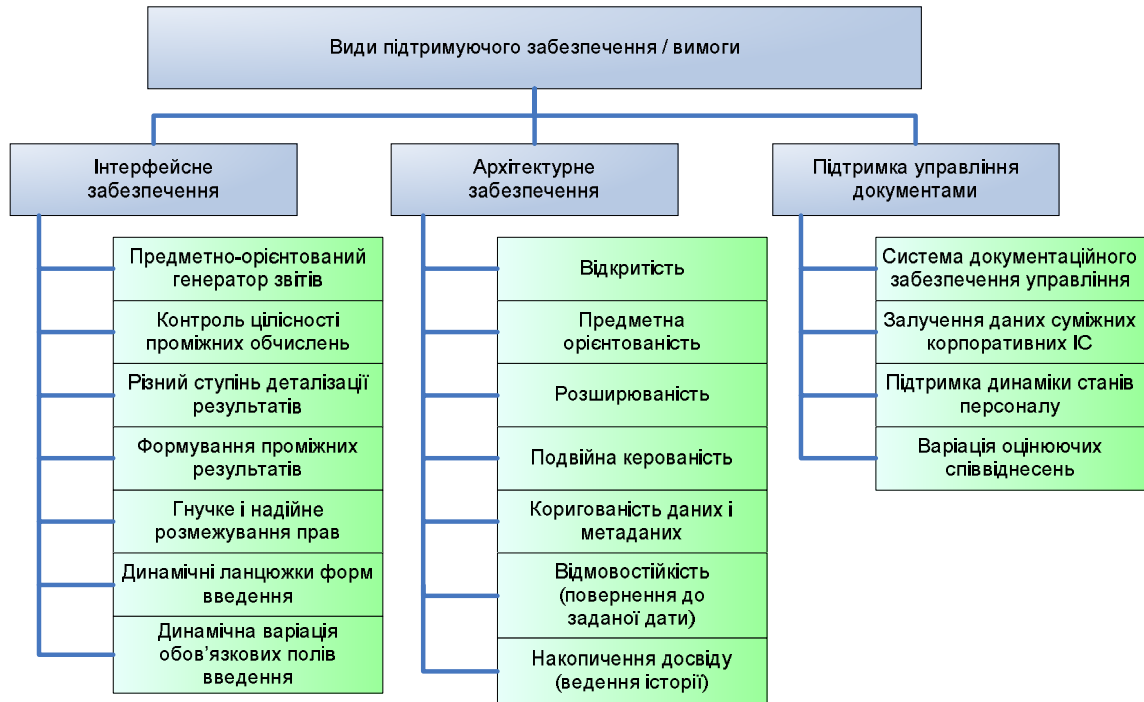 Види підтримуючого забезпечення / вимоги
Інтерфейсне
забезпечення
Архітектурне
забезпечення
Підтримка управління
документами
Предметно-орієнтований
генератор звітів
Контроль цілісності
проміжних обчислень
Різний ступінь деталізації
результатів
Формування проміжних
результатів
Гнучке і надійне
розмежування прав
Динамічні ланцюжки форм
введення
Динамічна варіація
обов’язкових полів
введення
Відкритість
Предметна
орієнтованість
Розширюваність
Подвійна керованість
Коригованість даних і
метаданих
Відмовостійкість
(повернення до
заданої дати)
Накопичення досвіду
(ведення історії)
Система документаційного
забезпечення управління
Залучення даних суміжних
корпоративних ІС
Підтримка динаміки станів
персоналу
Варіація оцінюючих
співвіднесень